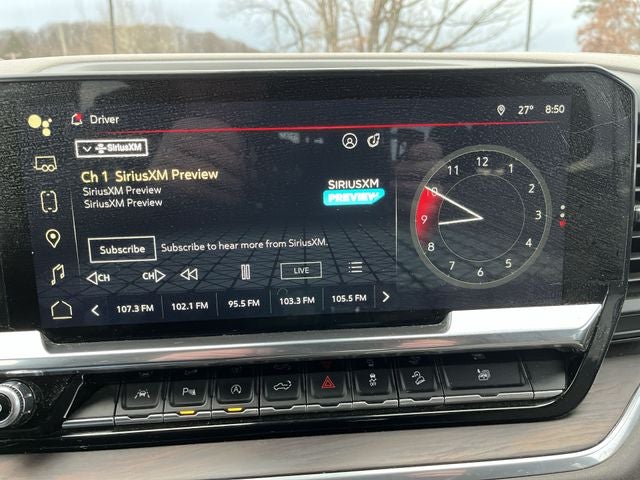 Driver
27° 8:50
SiriusXM
Ch 1 SiriusXM Preview
SiriusXM Preview
SiriusXM Preview
SIRIUSXM
PREVIEW
Subscribe Subscribe to hear more from SiriusXM.
CH CH LIVE
107.3 FM 102.1 FM 95.5 FM 103.3 FM 105.5 FM
12
1
2
3
4
5
6
7
8
9
10
11